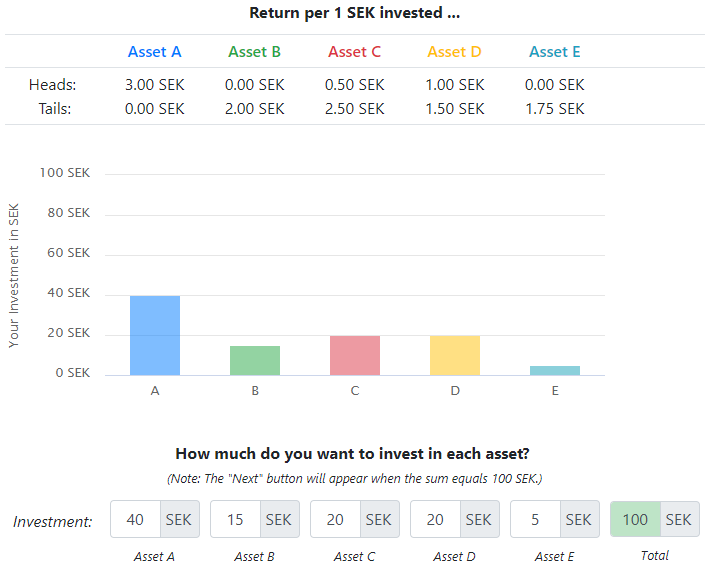 Return per 1 SEK invested ...
Asset A Asset B Asset C Asset D Asset E
Heads: 3.00 SEK 0.00 SEK 0.50 SEK 1.00 SEK 0.00 SEK
Tails: 0.00 SEK 2.00 SEK 2.50 SEK 1.50 SEK 1.75 SEK
Your Investment in SEK
100 SEK
80 SEK
60 SEK
40 SEK
20 SEK
0 SEK
A B C D E
How much do you want to invest in each asset?
(Note: The "Next" button will appear when the sum equals 100 SEK.)
Investment: 40 SEK 15 SEK 20 SEK 20 SEK 5 SEK 100 SEK
Asset A Asset B Asset C Asset D Asset E Total